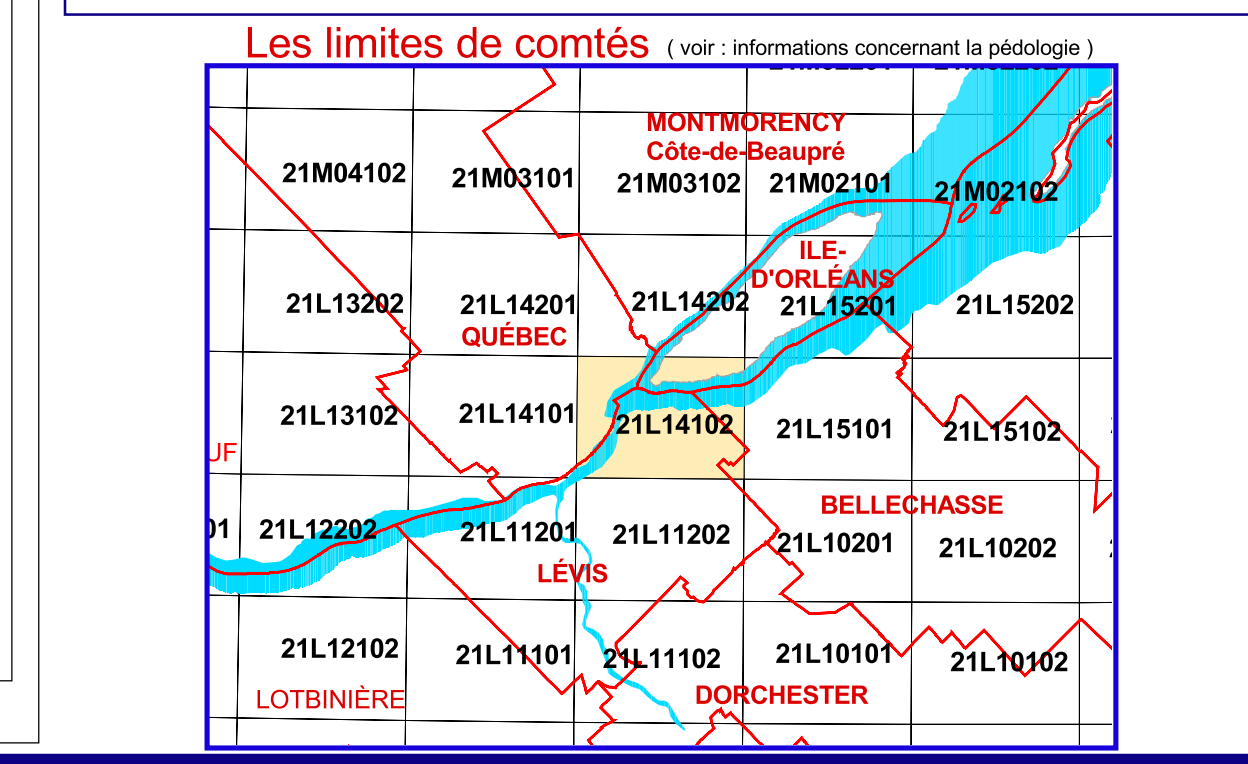 Les limites de comtés ( voir : informations concernant la pédologie )
MONTMORENCY
Côte-de-Beaupré
21M04102 21M03101 21M03102 21M02101 21M02102
ILE-
D'ORLÉANS
21L13202 21L14201 21L14202 21L15201 21L15202
QUÉBEC
21L13102 21L14101 21L14102 21L15101 21L15102
UF
BELLECHASSE
01 21L12202 21L11201 21L11202 21L10201 21L10202
LÉVIS
21L12102 21L11101 21L11102 21L10101 21L10102
LOTBINIÈRE DORCHESTER